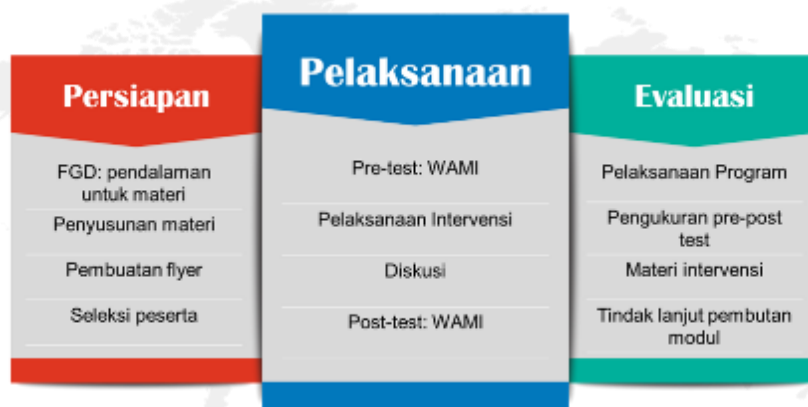 Persiapan
FGD: pendalaman
untuk materi
Penyusunan materi
Pembuatan flyer
Seleksi peserta
Pelaksanaan
Pre-test: WAMI
Pelaksanaan Intervensi
Diskusi
Post-test: WAMI
Evaluasi
Pelaksanaan Program
Pengukuran pre-post
test
Materi intervensi
Tindak lanjut pembutan
modul